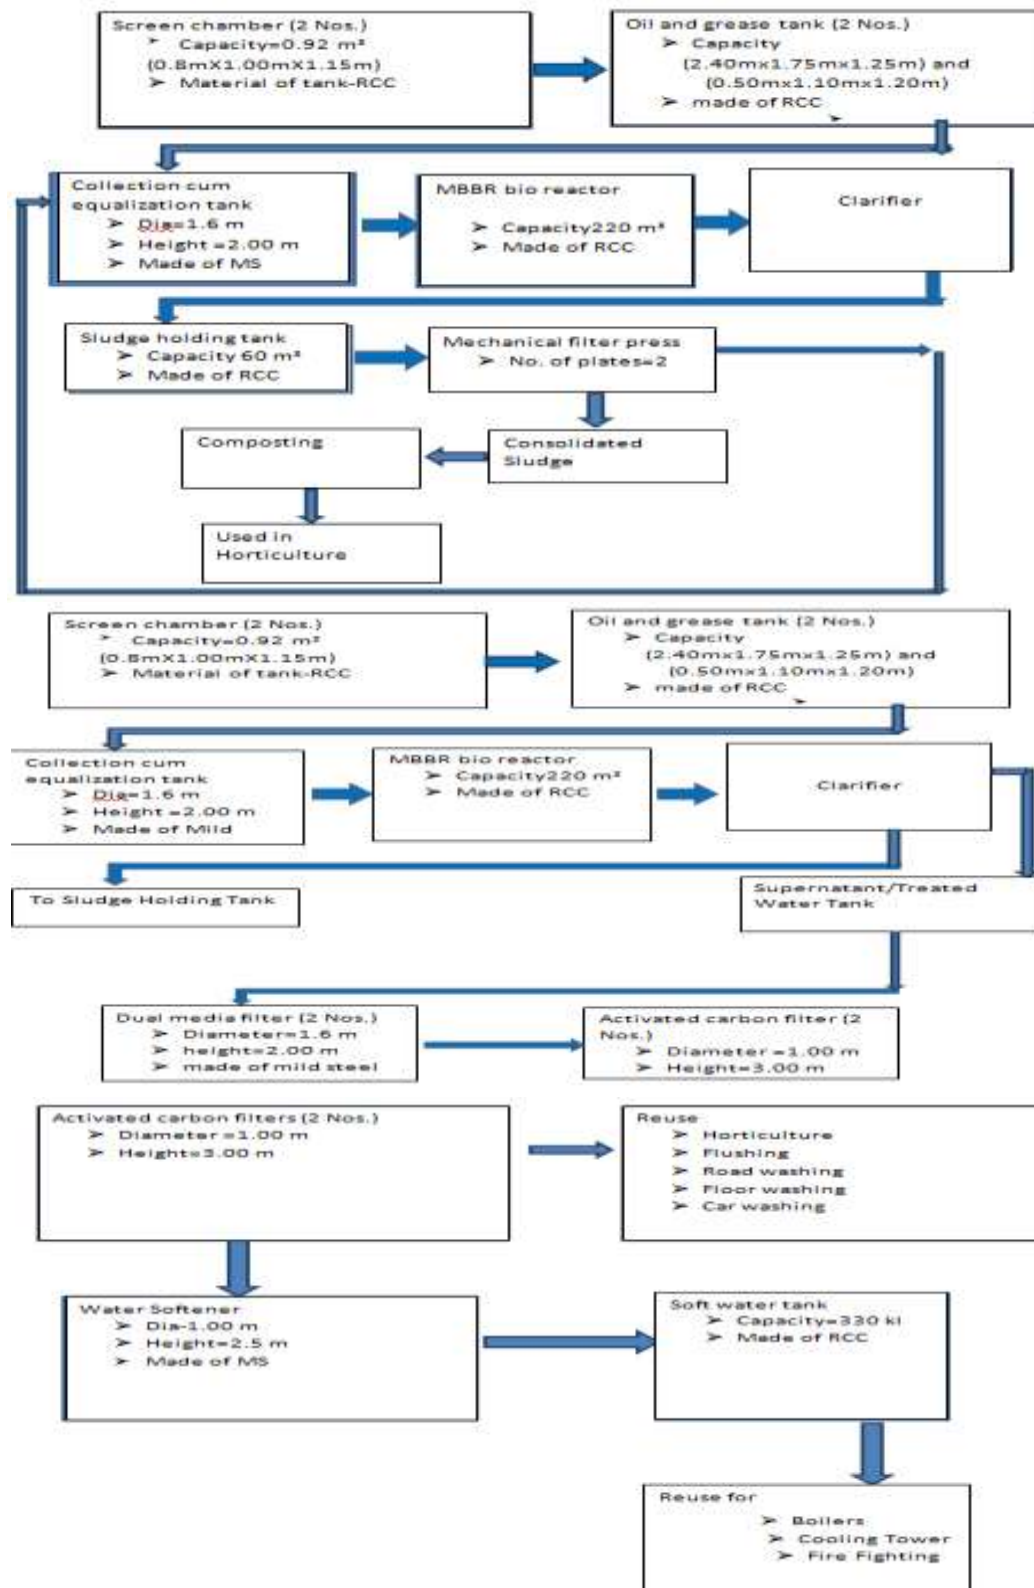 Screen chamber (2 Nos.)
➢ Capacity=0.92 m³
(0.8mX1.00mX1.15m)
➢ Material of tank-RCC
Oil and grease tank (2 Nos.)
➢ Capacity
(2.40mx1.75mx1.25m) and
(0.50mx1.10mx1.20m)
➢ made of RCC
➢
Collection cum
equalization tank
➢ Dia=1.6 m
➢ Height =2.00 m
➢ Made of MS
MBBR bio reactor
➢ Capacity220 m³
➢ Made of RCC
Clarifier
Sludge holding tank
➢ Capacity 60 m³
➢ Made of RCC
Mechanical filter press
➢ No. of plates=2
Composting
Consolidated
Sludge
Used in
Horticulture
Screen chamber (2 Nos.)
➢ Capacity=0.92 m³
(0.8mX1.00mX1.15m)
➢ Material of tank-RCC
Oil and grease tank (2 Nos.)
➢ Capacity
(2.40mx1.75mx1.25m) and
(0.50mx1.10mx1.20m)
➢ made of RCC
➢
Collection cum
equalization tank
➢ Dia=1.6 m
➢ Height =2.00 m
➢ Made of Mild
MBBR bio reactor
➢ Capacity220 m³
➢ Made of RCC
Clarifier
To Sludge Holding Tank
Supernatant/Treated
Water Tank
Dual media filter (2 Nos.)
➢ Diameter=1.6 m
➢ height=2.00 m
➢ made of mild steel
Activated carbon filter (2
Nos.)
➢ Diameter =1.00 m
➢ Height=3.00 m
Activated carbon filters (2 Nos.)
➢ Diameter =1.00 m
➢ Height=3.00 m
Reuse
➢ Horticulture
➢ Flushing
➢ Road washing
➢ Floor washing
➢ Car washing
Water Softener
➢ Dia-1.00 m
➢ Height=2.5 m
➢ Made of MS
Soft water tank
➢ Capacity=330 kl
➢ Made of RCC
Reuse for
➢ Boilers
➢ Cooling Tower
➢ Fire Fighting